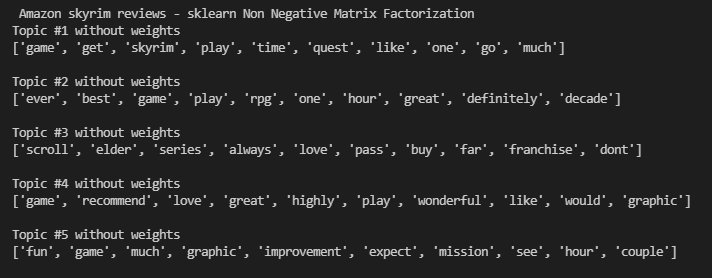 Amazon skyrim reviews - sklearn Non Negative Matrix Factorization
Topic #1 without weights
['game', 'get', 'skyrim', 'play', 'time', 'quest', 'like', 'one', 'go', 'much']
Topic #2 without weights
['ever', 'best', 'game', 'play', 'rpg', 'one', 'hour', 'great', 'definitely', 'decade']
Topic #3 without weights
['scroll', 'elder', 'series', 'always', 'love', 'pass', 'buy', 'far', 'franchise', 'dont']
Topic #4 without weights
['game', 'recommend', 'love', 'great', 'highly', 'play', 'wonderful', 'like', 'would', 'graphic']
Topic #5 without weights
['fun', 'game', 'much', 'graphic', 'improvement', 'expect', 'mission', 'see', 'hour', 'couple']